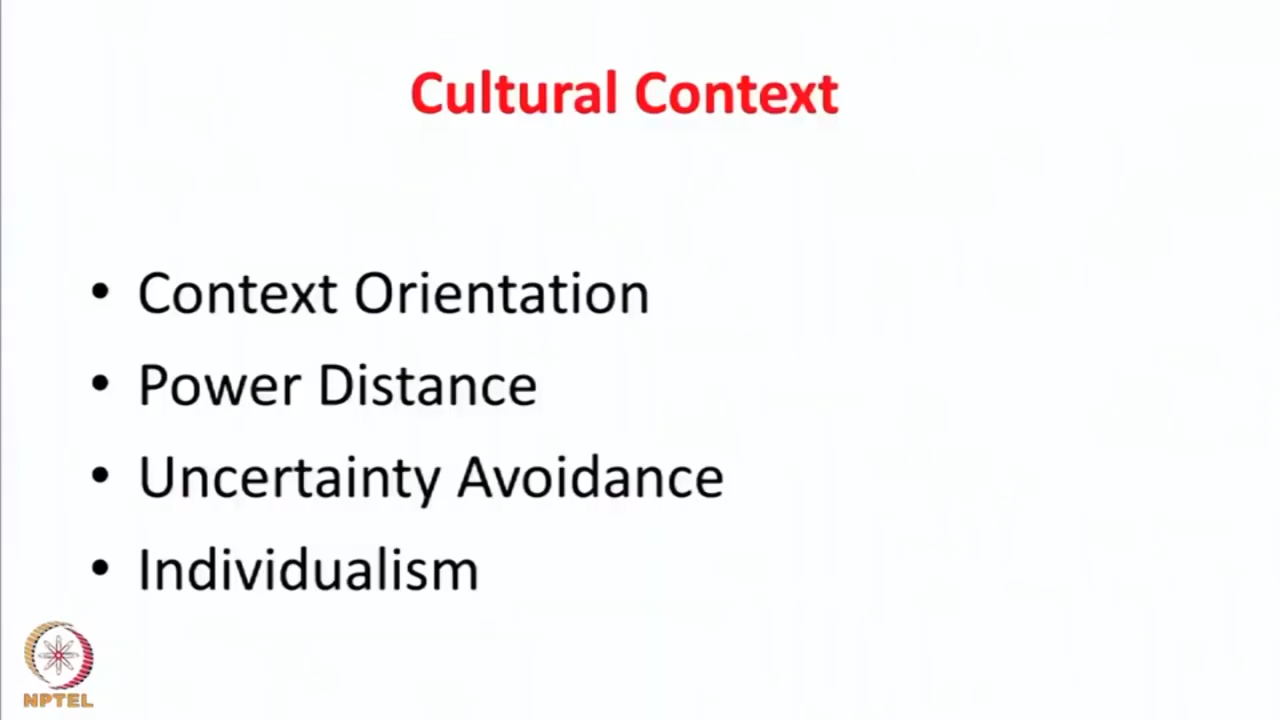 Cultural Context
• Context Orientation
• Power Distance
• Uncertainty Avoidance
• Individualism
NPTEL